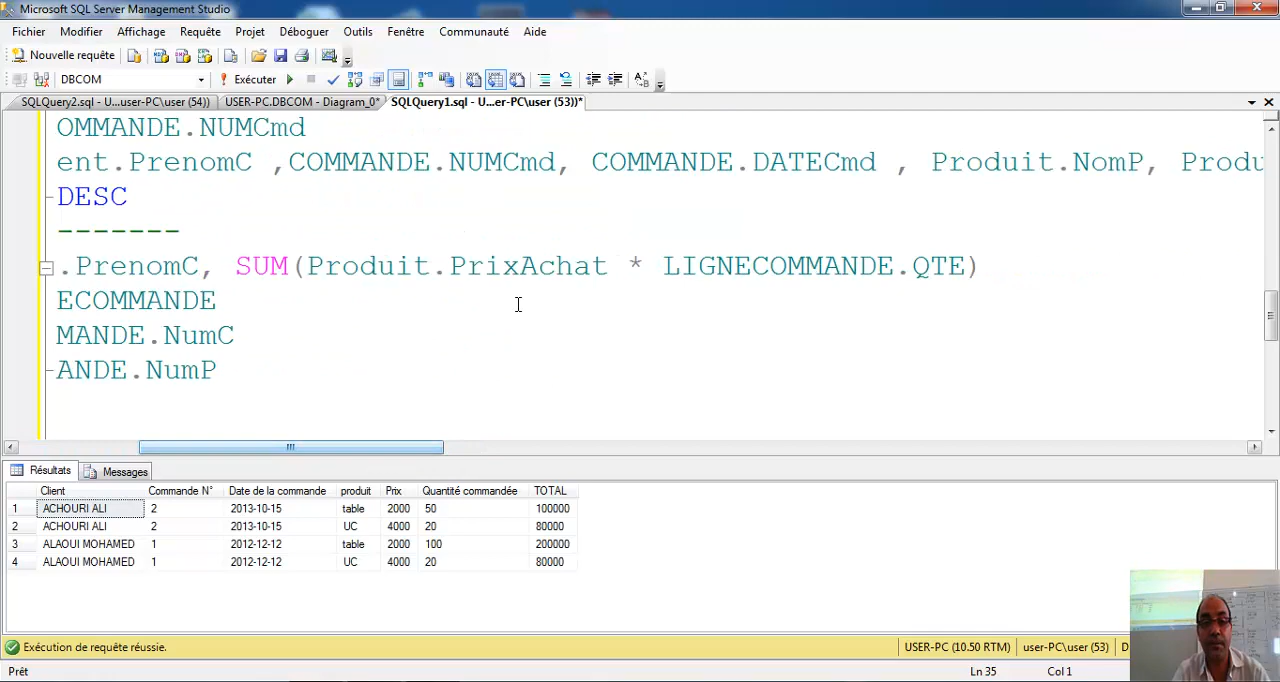 Microsoft SQL Server Management Studio
Fichier Modifier Affichage Requête Projet Déboguer Outils Fenêtre Communauté Aide
Nouvelle requête
DBCOM Exécuter
SQLQuery2.sql - U...user-PC\user (54)) USER-PC.DBCOM - Diagram_0* SQLQuery1.sql - U...er-PC\user (53))*
OMMANDE.NUMCmd
ent.PrenomC ,COMMANDE.NUMCmd, COMMANDE.DATECmd , Produit.NomP, Produ
DESC
-------
.PrenomC, SUM(Produit.PrixAchat * LIGNECOMMANDE.QTE)
ECOMMANDE
MANDE.NumC
ANDE.NumP
Résultats Messages
Client Commande N° Date de la commande produit Prix Quantité commandée TOTAL
1 ACHOURI ALI 2 2013-10-15 table 2000 50 100000
2 ACHOURI ALI 2 2013-10-15 UC 4000 20 80000
3 ALAOUI MOHAMED 1 2012-12-12 table 2000 100 200000
4 ALAOUI MOHAMED 1 2012-12-12 UC 4000 20 80000
Exécution de requête réussie. USER-PC (10.50 RTM) user-PC\user (53) D
Prêt Ln 35 Col 1